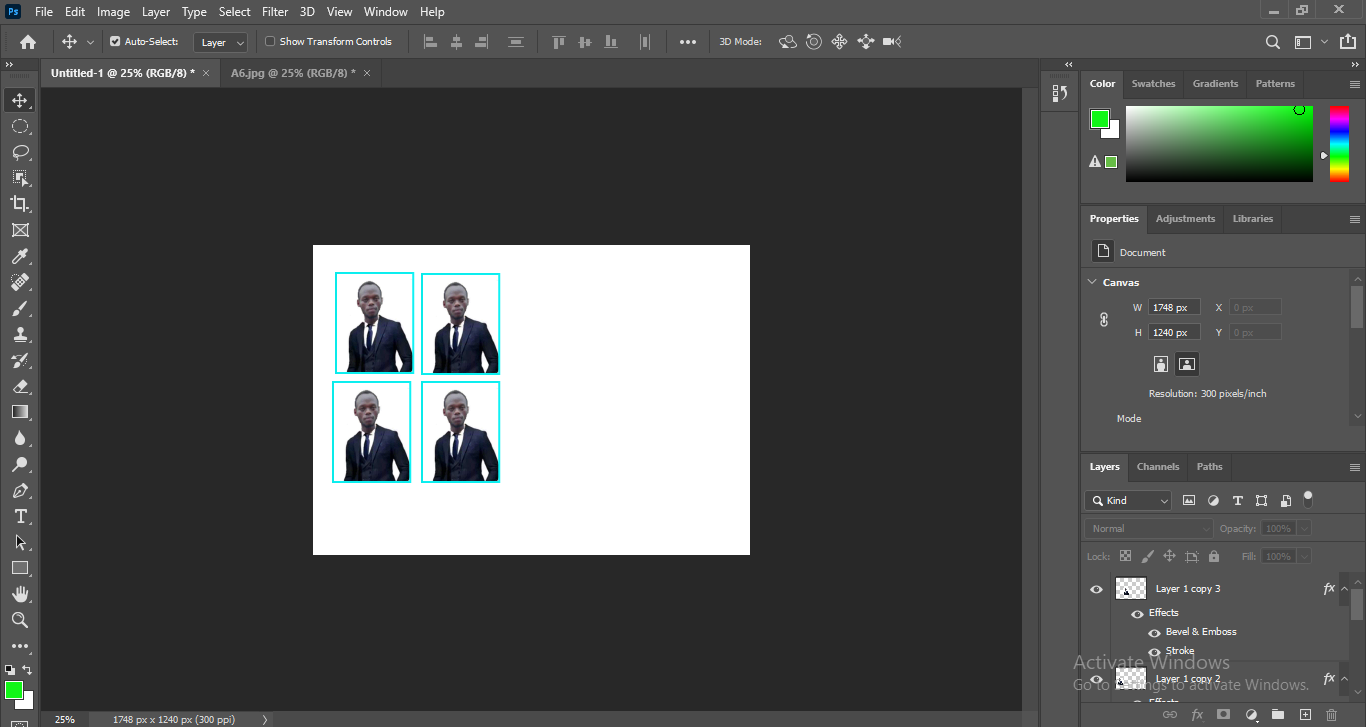 Ps File Edit Image Layer Type Select Filter 3D View Window Help
Auto-Select: Layer Show Transform Controls 3D Mode:
Untitled-1 @ 25% (RGB/8) * × A6.jpg @ 25% (RGB/8) * ×
Color Swatches Gradients Patterns
Properties Adjustments Libraries
Document
Canvas
W 1748 px X 0 px
H 1240 px Y 0 px
Resolution: 300 pixels/inch
Mode
Layers Channels Paths
Kind
Normal Opacity: 100%
Lock: Fill: 100%
Layer 1 copy 3 fx
Effects
Bevel & Emboss
Stroke
Activate Windows
Layer 1 copy 2 fx
Go to Settings to activate Windows.
Effects
25% 1748 px x 1240 px (300 ppi)
fx